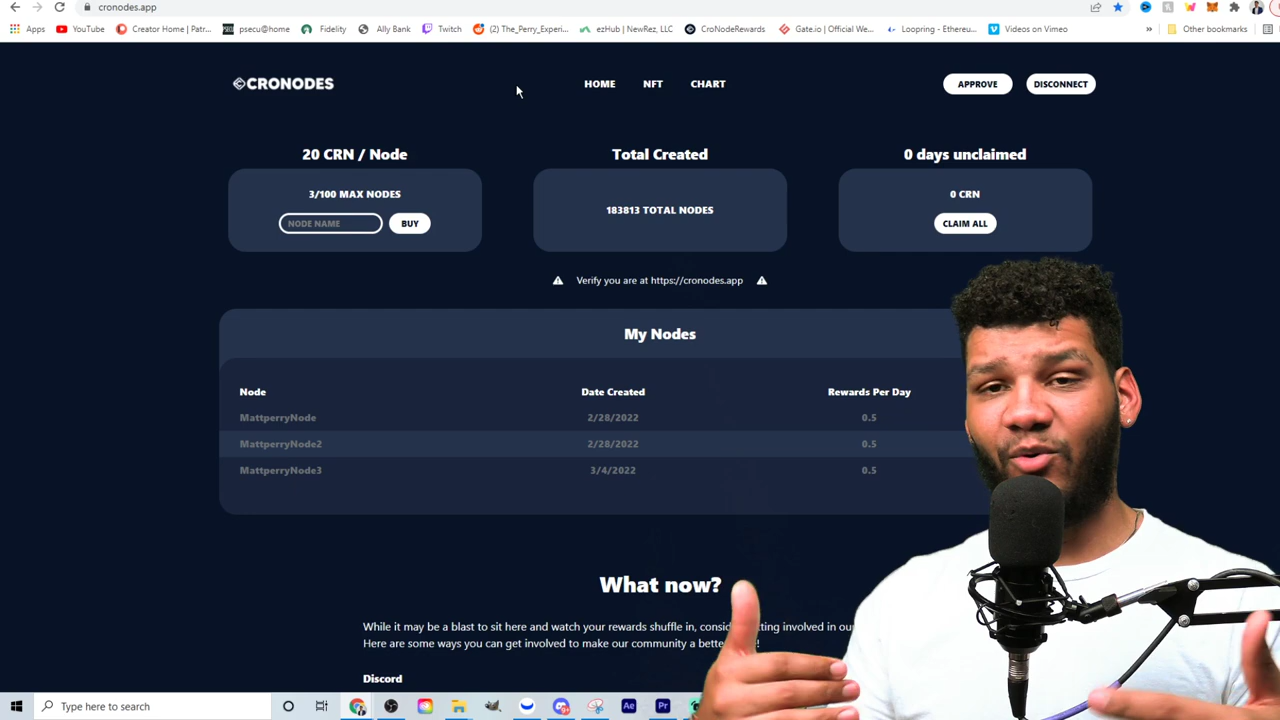 cronodes.app
Apps
YouTube
Creator Home | Patr...
psecu@home
Fidelity
Ally Bank
Twitch
(2) The_Perry_Experi...
ezHub | NewRez, LLC
CroNodeRewards
Gate.io | Official We...
Loopring - Ethereu...
Videos on Vimeo
»
Other bookmarks
CRONODES
HOME
NFT
CHART
APPROVE
DISCONNECT
20 CRN / Node
Total Created
0 days unclaimed
3/100 MAX NODES
183813 TOTAL NODES
0 CRN
NODE NAME
BUY
CLAIM ALL
Verify you are at https://cronodes.app
My Nodes
Node
Date Created
Rewards Per Day
MattperryNode
2/28/2022
0.5
MattperryNode2
2/28/2022
0.5
MattperryNode3
3/4/2022
0.5
What now?
While it may be a blast to sit here and watch your rewards shuffle in, involved in
Here are some ways you can get involved to make our community a
Discord
Type here to search
Ae
Pr